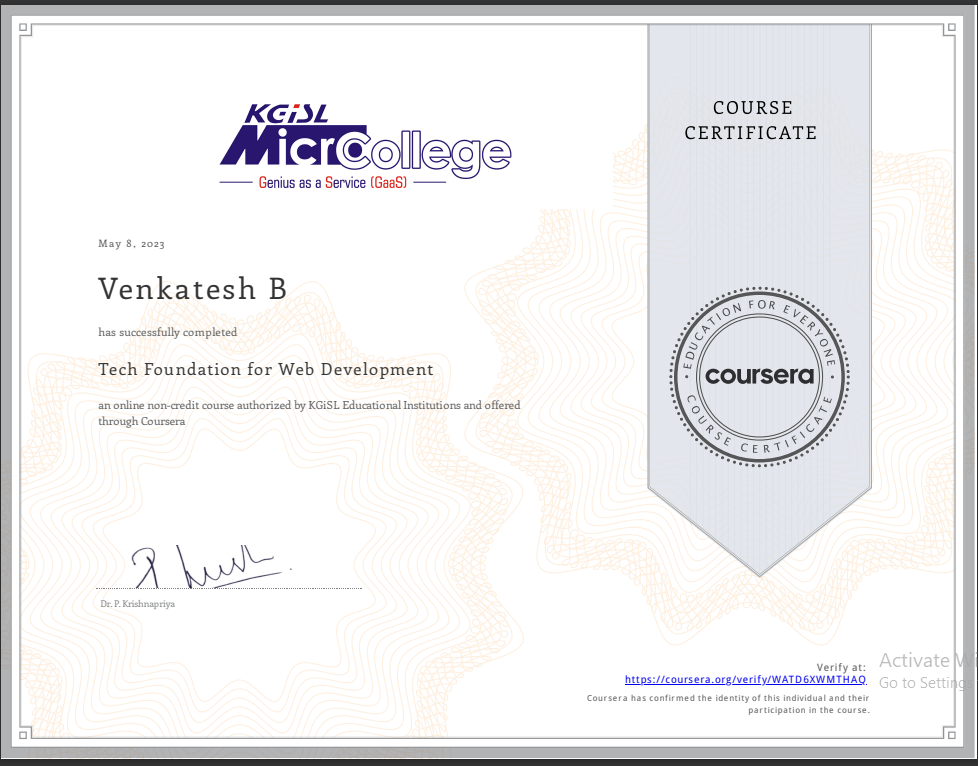 KGiSL
MicroCollege
Genius as a Service (GaaS)
COURSE
CERTIFICATE
May 8, 2023
Venkatesh B
has successfully completed
Tech Foundation for Web Development
an online non-credit course authorized by KGiSL Educational Institutions and offered
through Coursera
EDUCATION FOR EVERYONE
coursera
COURSE CERTIFICATE
Dr. P. Krishnapriya
Verify at:
https://coursera.org/verify/WATD6XWMTHAQ
Coursera has confirmed the identity of this individual and their
participation in the course.
Activate Wi
Go to Settings